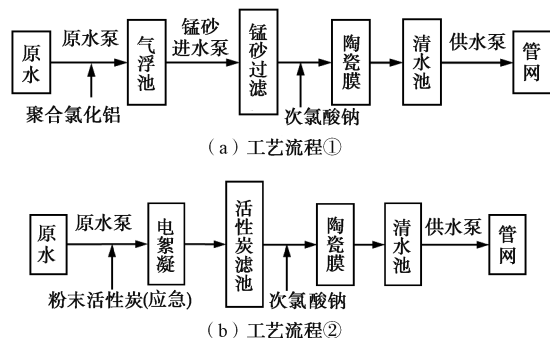 原水
原水泵
聚合氯化铝
气浮池
锰砂
进水泵
锰砂过滤
次氯酸钠
陶瓷膜
清水池
供水泵
管网
（a）工艺流程①
原水
原水泵
粉末活性炭(应急)
电絮凝
活性炭滤池
次氯酸钠
陶瓷膜
清水池
供水泵
管网
（b）工艺流程②